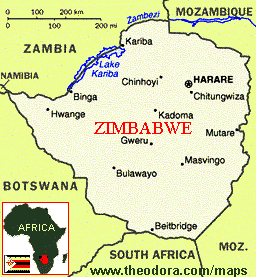 0 100 200 km
0 100 200 mi
MOZAMBIQUE
Zambezi
ZAMBIA
Kariba
Lake
Kariba
Chinhoyi
HARARE
NAMIBIA
Binga
Chitungwiza
Hwange
Kadoma
ZIMBABWE
Mutare
Gweru
Masvingo
Bulawayo
BOTSWANA
AFRICA
Beitbridge
SOUTH AFRICA
MOZ.
www.theodora.com/maps